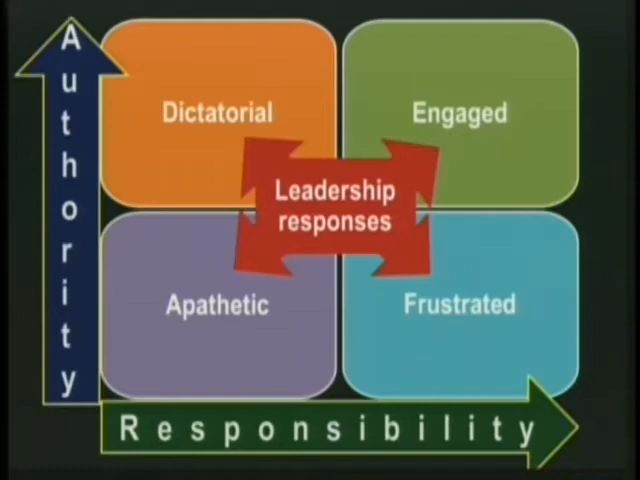 Authority
Dictatorial
Engaged
Leadership
responses
Apathetic
Frustrated
Responsibility